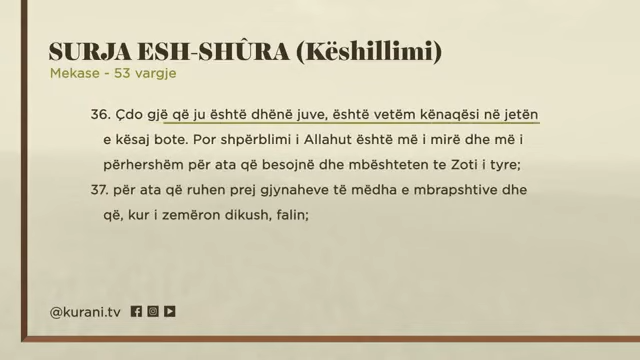 SURJA ESH-SHÛRA (Këshillimi)
Mekase - 53 vargje
36. Çdo gjë që ju është dhënë juve, është vetëm kënaqësi në jetën
e kësaj bote. Por shpërblimi i Allahut është më i mirë dhe më i
përhershëm për ata që besojnë dhe mbështeten te Zoti i tyre;
37. për ata që ruhen prej gjynaheve të mëdha e mbrapshtive dhe
që, kur i zemëron dikush, falin;
@kurani.tv